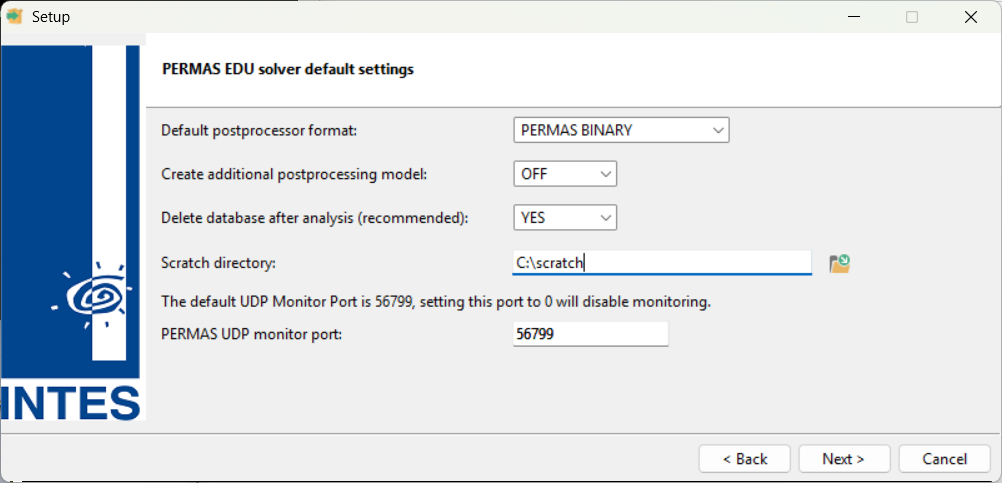 Setup
PERMAS EDU solver default settings
Default postprocessor format: PERMAS BINARY
Create additional postprocessing model: OFF
Delete database after analysis (recommended): YES
Scratch directory: C:\scratch
The default UDP Monitor Port is 56799, setting this port to 0 will disable monitoring.
PERMAS UDP monitor port: 56799
INTES
< Back Next > Cancel